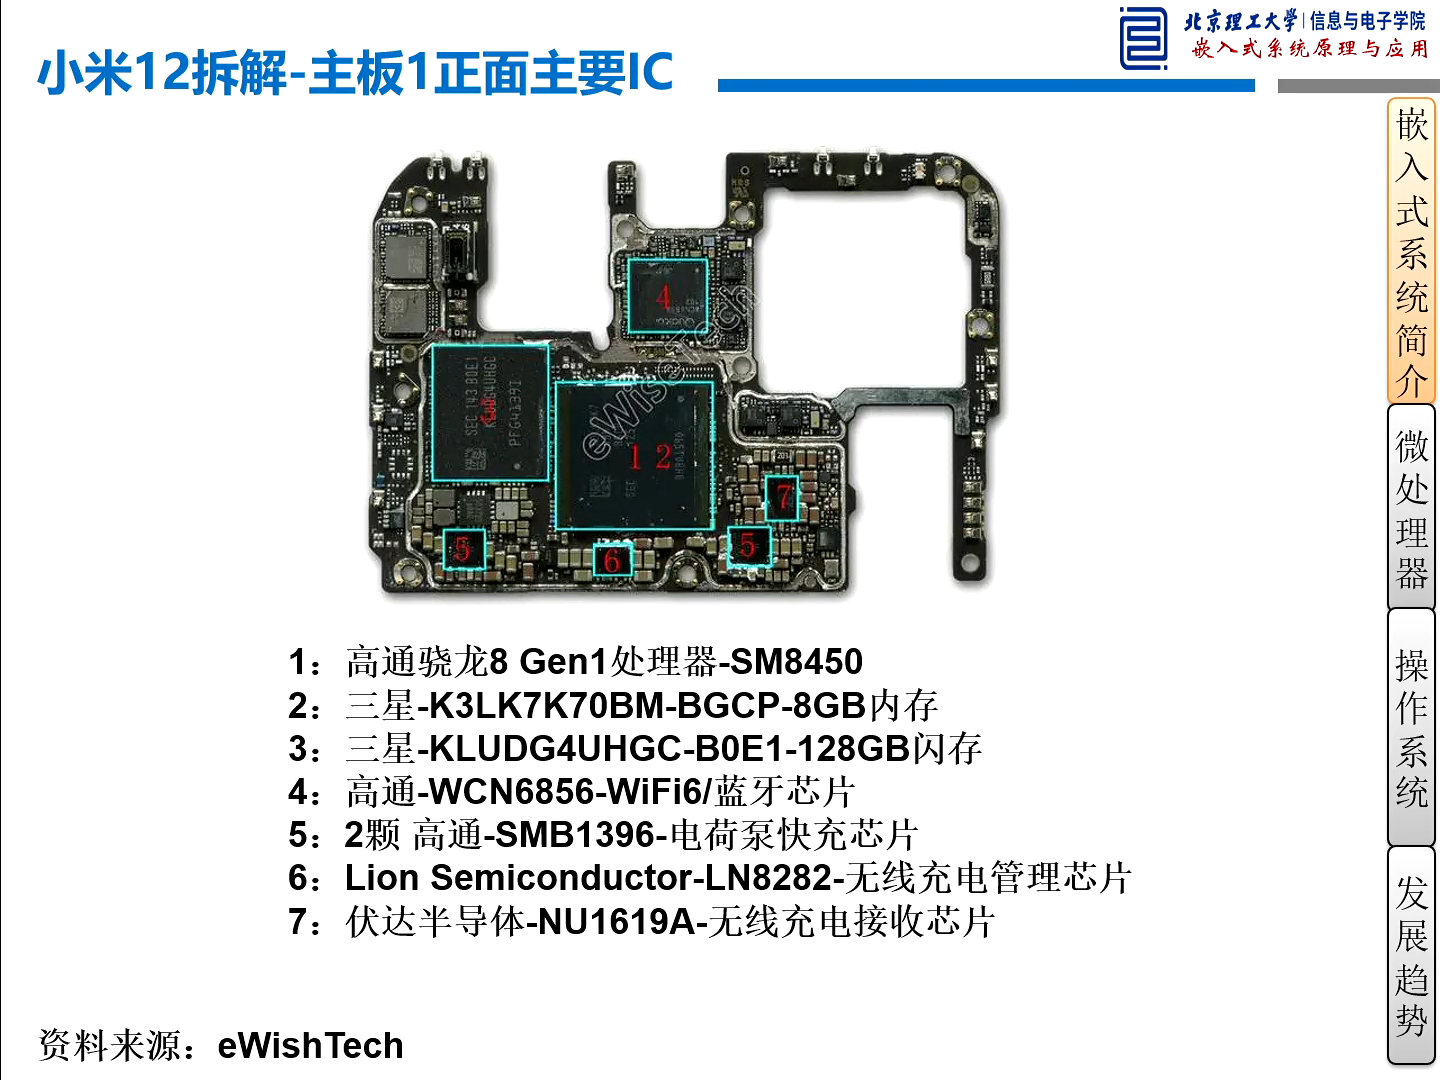 北京理工大学 信息与电子学院
嵌入式系统原理与应用
小米12拆解-主板1正面主要IC
嵌入式系统简介
微处理器
操作系统
发展趋势
4
eWiseTech
SEC 143 B0E1
KLUDG4UHGC
PFG4139I
1 2
SEC
7
5
6
5
1：高通骁龙8 Gen1处理器-SM8450
2：三星-K3LK7K70BM-BGCP-8GB内存
3：三星-KLUDG4UHGC-B0E1-128GB闪存
4：高通-WCN6856-WiFi6/蓝牙芯片
5：2颗 高通-SMB1396-电荷泵快充芯片
6：Lion Semiconductor-LN8282-无线充电管理芯片
7：伏达半导体-NU1619A-无线充电接收芯片
资料来源：eWishTech